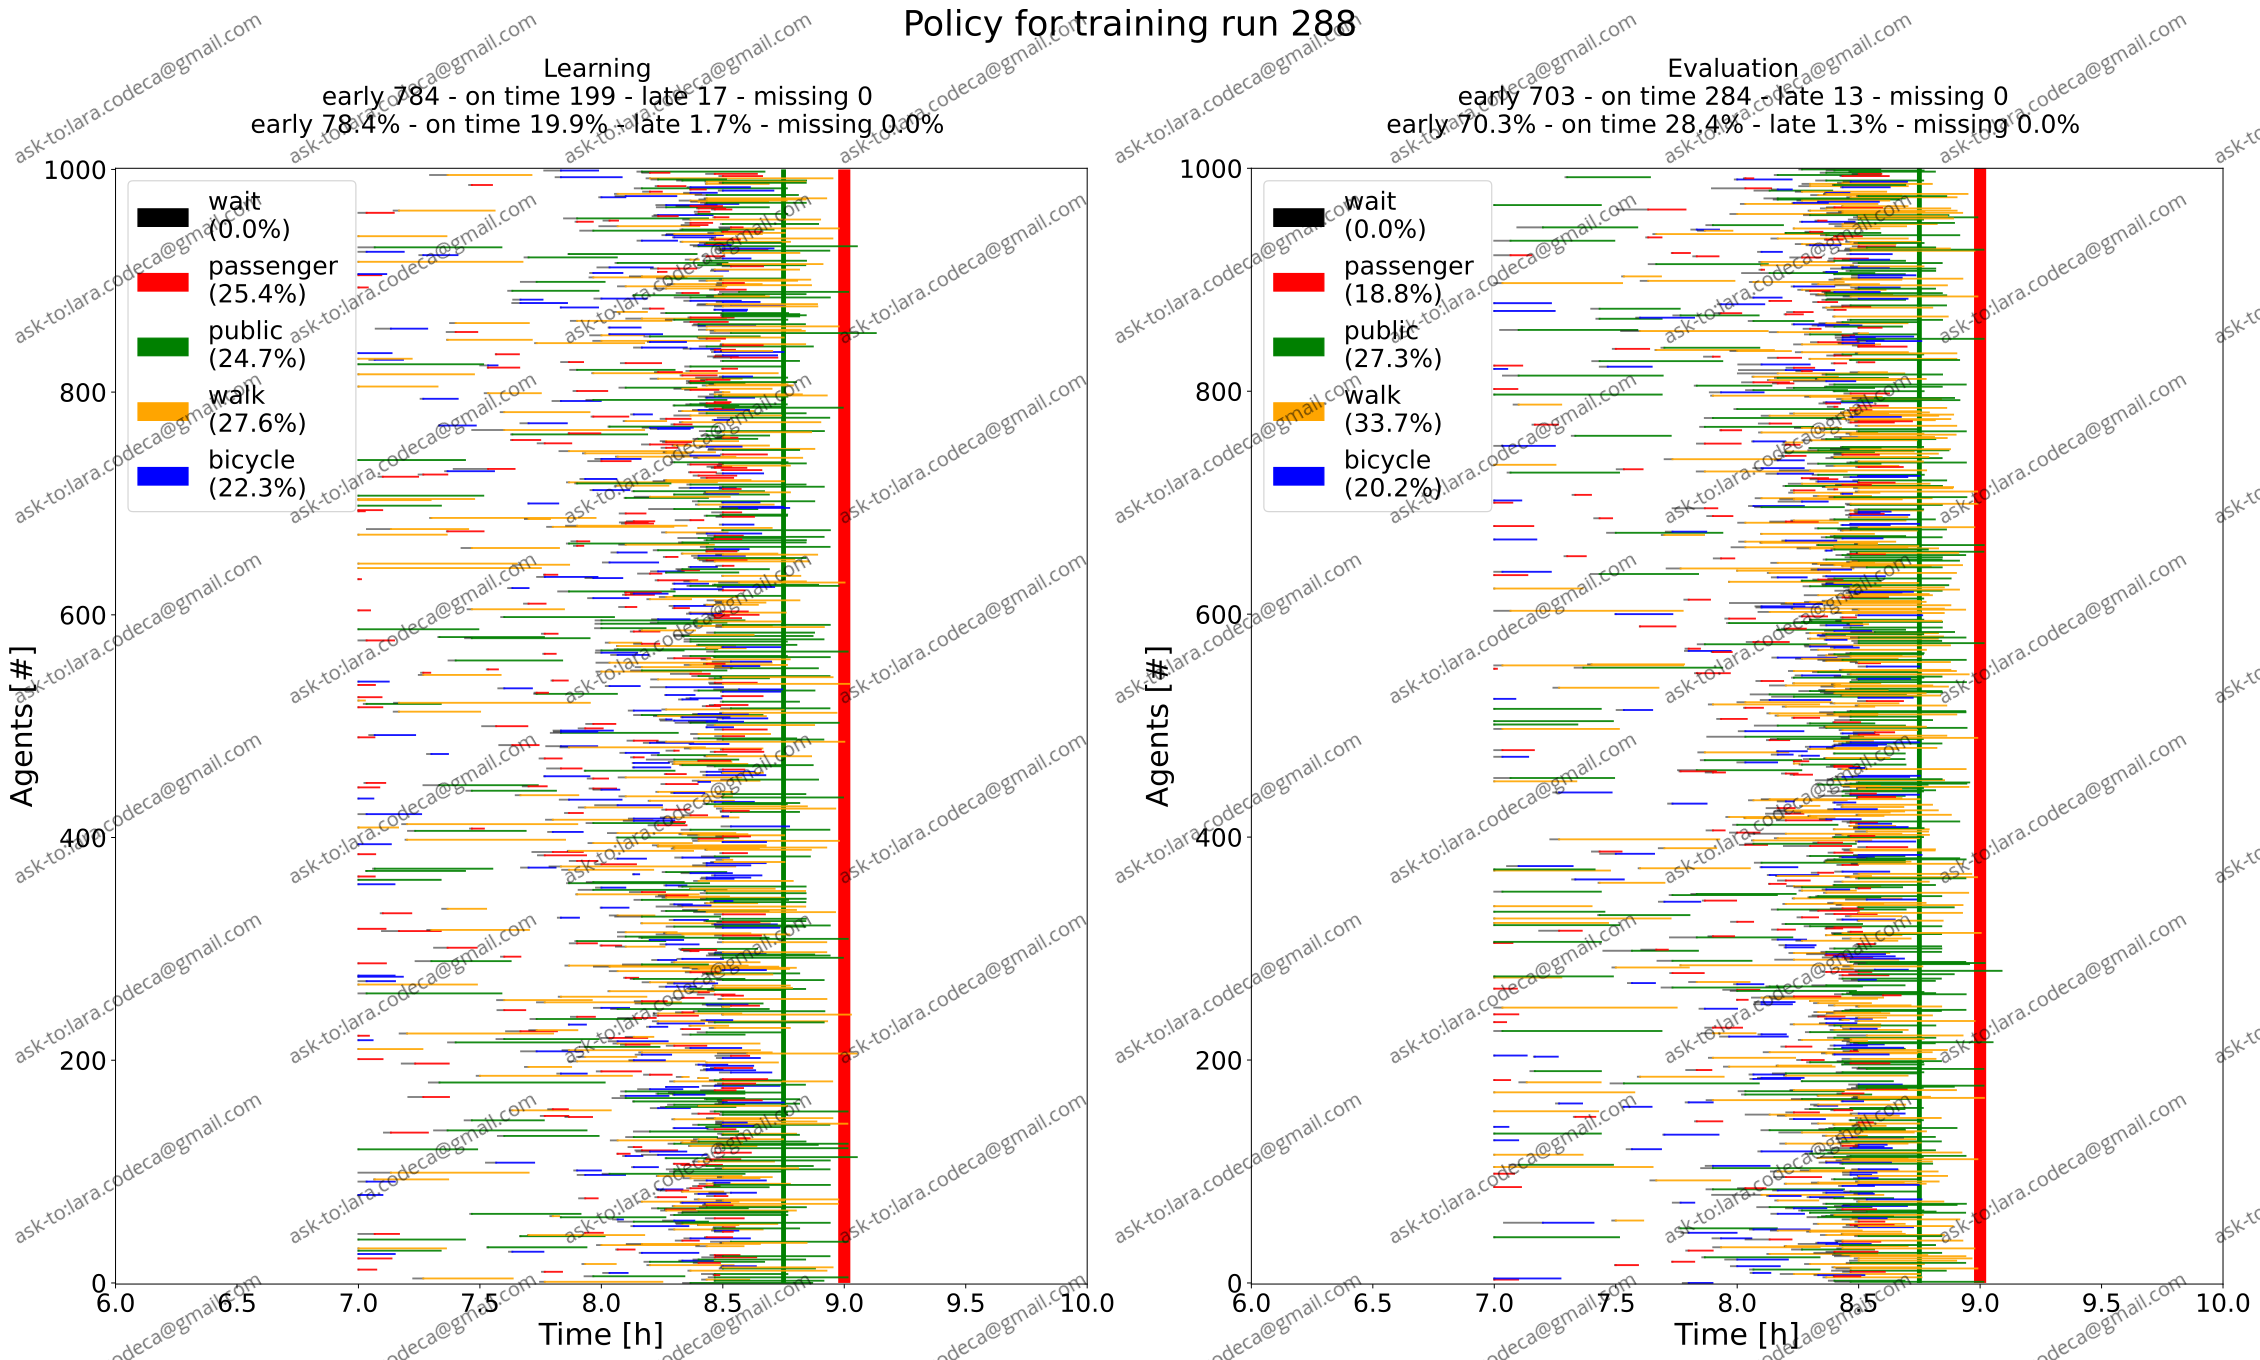 Policy for training run 288
Learning
early 784 - on time 199 - late 17 - missing 0
early 78.4% - on time 19.9% - late 1.7% - missing 0.0%
1000
800
600
400
200
0
Agents [#]
wait
(0.0%)
passenger
(25.4%)
public
(24.7%)
walk
(27.6%)
bicycle
(22.3%)
6.0 6.5 7.0 7.5 8.0 8.5 9.0 9.5 10.0
Time [h]
Evaluation
early 703 - on time 284 - late 13 - missing 0
early 70.3% - on time 28.4% - late 1.3% - missing 0.0%
1000
800
600
400
200
0
Agents [#]
wait
(0.0%)
passenger
(18.8%)
public
(27.3%)
walk
(33.7%)
bicycle
(20.2%)
6.0 6.5 7.0 7.5 8.0 8.5 9.0 9.5 10.0
Time [h]
ask-to:lara.codeca@gmail.com